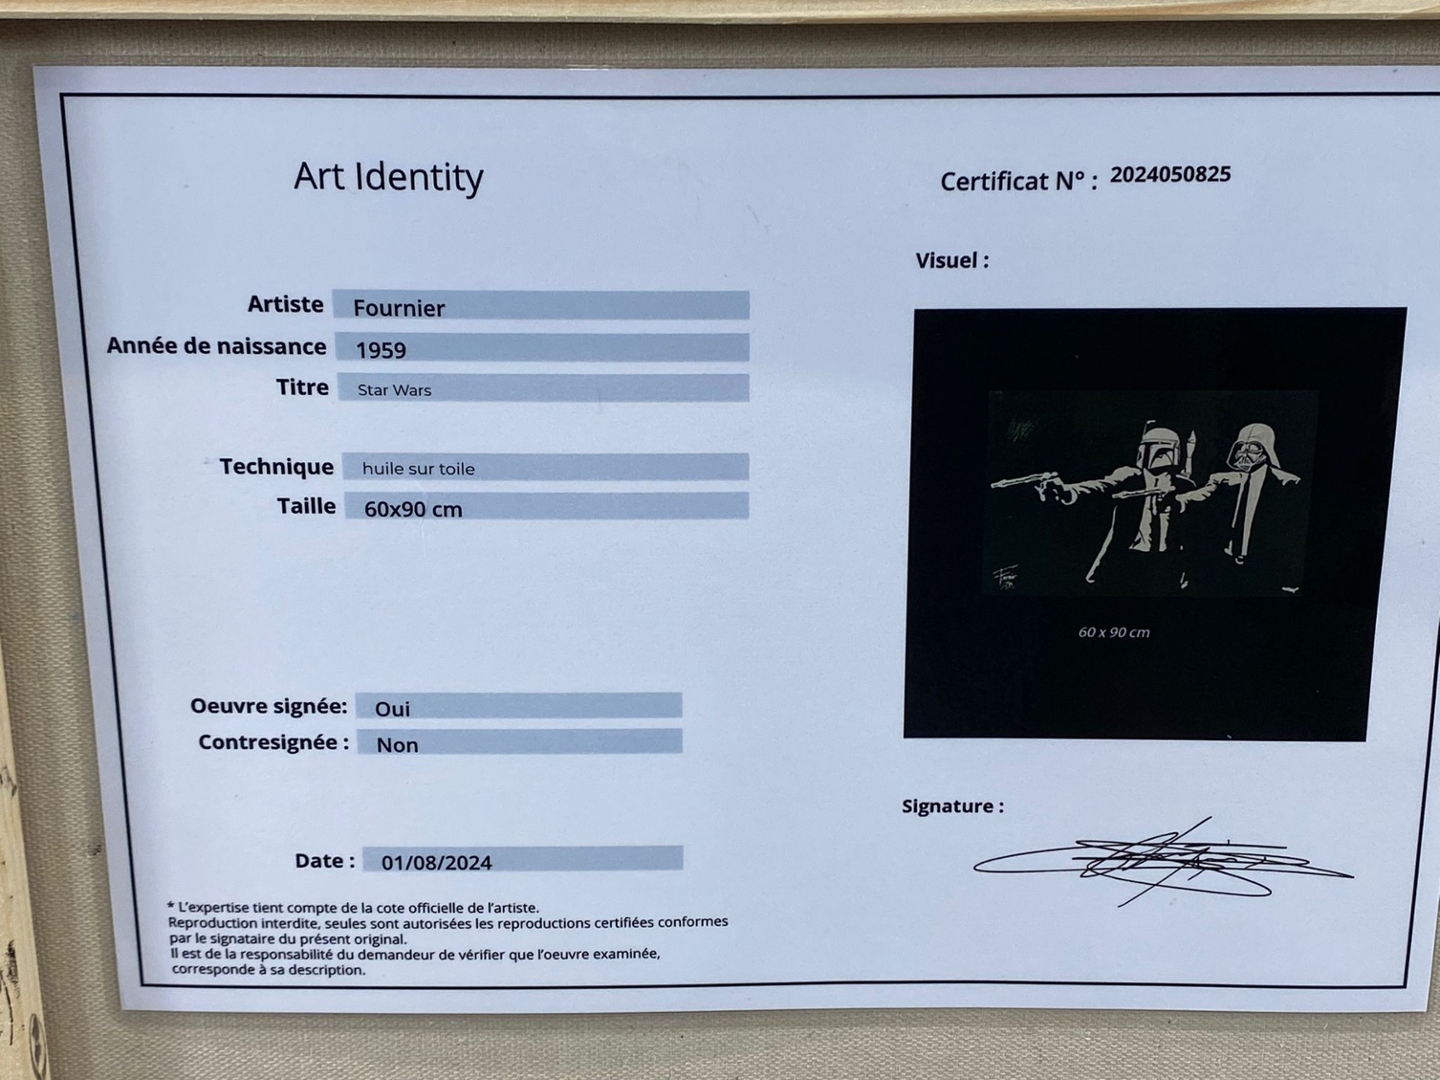 Art Identity
Certificat N° : 2024050825
Visuel :
Artiste Fournier
Année de naissance 1959
Titre Star Wars
Technique huile sur toile
Taille 60x90 cm
60 x 90 cm
Oeuvre signée: Oui
Contresignée : Non
Signature :
Date : 01/08/2024
* L'expertise tient compte de la cote officielle de l'artiste.
Reproduction interdite, seules sont autorisées les reproductions certifiées conformes
par le signataire du présent original.
Il est de la responsabilité du demandeur de vérifier que l'oeuvre examinée,
corresponde à sa description.